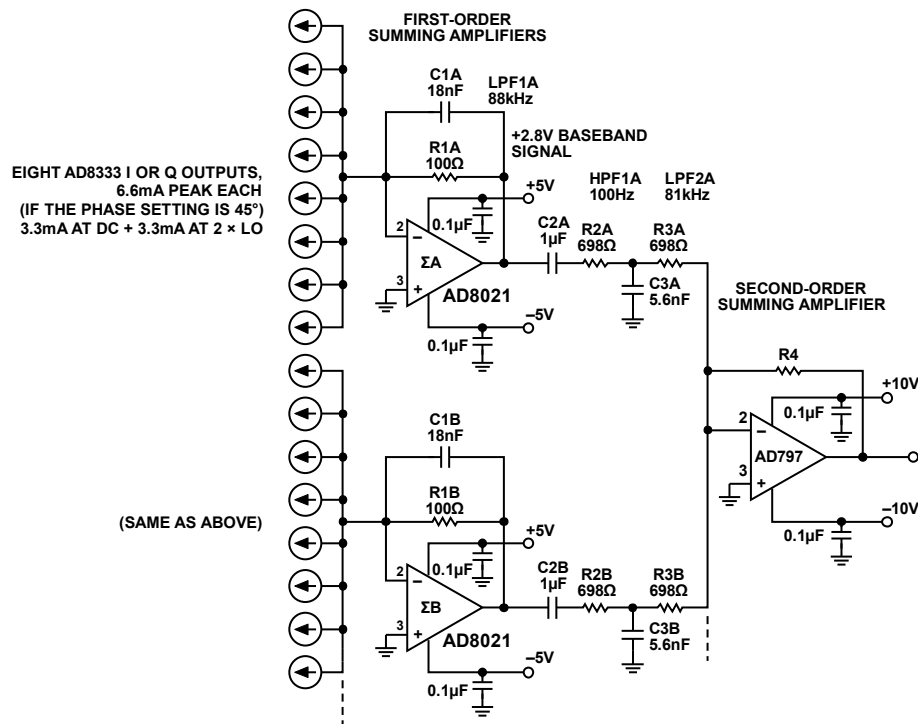 FIRST-ORDER
SUMMING AMPLIFIERS
C1A
18nF
LPF1A
88kHz
R1A
100Ω
+2.8V BASEBAND
SIGNAL
EIGHT AD8333 I OR Q OUTPUTS,
6.6mA PEAK EACH
(IF THE PHASE SETTING IS 45°)
3.3mA AT DC + 3.3mA AT 2 × LO
+5V
0.1µF
2
−
ΣA
3
+
AD8021
−5V
0.1µF
HPF1A
100Hz
LPF2A
81kHz
C2A
1µF
R2A
698Ω
R3A
698Ω
C3A
5.6nF
SECOND-ORDER
SUMMING AMPLIFIER
R4
+10V
0.1µF
2
−
AD797
3
+
−10V
0.1µF
C1B
18nF
R1B
100Ω
(SAME AS ABOVE)
+5V
0.1µF
2
−
ΣB
3
+
AD8021
−5V
0.1µF
C2B
1µF
R2B
698Ω
R3B
698Ω
C3B
5.6nF